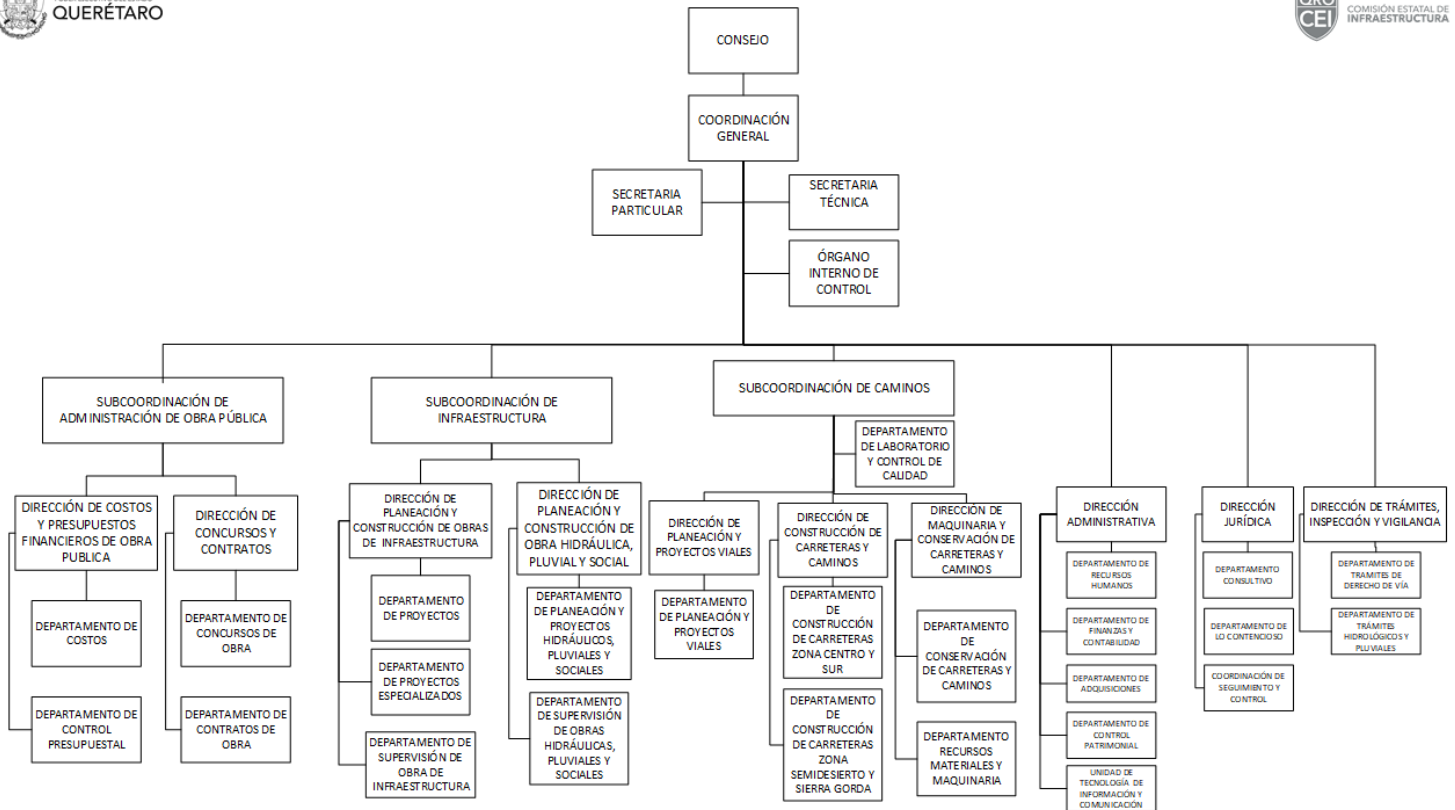 QUERÉTARO
QRO
CEI
COMISIÓN ESTATAL DE
INFRAESTRUCTURA
CONSEJO
COORDINACIÓN
GENERAL
SECRETARIA
PARTICULAR
SECRETARIA
TÉCNICA
ÓRGANO
INTERNO DE
CONTROL
SUBCOORDINACIÓN DE
ADMINISTRACIÓN DE OBRA PÚBLICA
SUBCOORDINACIÓN DE
INFRAESTRUCTURA
SUBCOORDINACIÓN DE CAMINOS
DEPARTAMENTO
DE LABORATORIO
Y CONTROL DE
CALIDAD
DIRECCIÓN DE COSTOS
Y PRESUPUESTOS
FINANCIEROS DE OBRA
PUBLICA
DIRECCIÓN DE
CONCURSOS Y
CONTRATOS
DIRECCIÓN DE
PLANEACIÓN Y
CONSTRUCCIÓN DE OBRAS
DE INFRAESTRUCTURA
DIRECCIÓN DE
PLANEACIÓN Y
CONSTRUCCIÓN DE
OBRA HIDRÁULICA,
PLUVIAL Y SOCIAL
DIRECCIÓN DE
PLANEACIÓN Y
PROYECTOS VIALES
DIRECCIÓN DE
CONSTRUCCIÓN DE
CARRETERAS Y
CAMINOS
DIRECCIÓN DE
MAQUINARIA Y
CONSERVACIÓN DE
CARRETERAS Y
CAMINOS
DIRECCIÓN
ADMINISTRATIVA
DIRECCIÓN
JURÍDICA
DIRECCIÓN DE TRÁMITES,
INSPECCIÓN Y VIGILANCIA
DEPARTAMENTO DE
COSTOS
DEPARTAMENTO DE
CONTROL
PRESUPUESTAL
DEPARTAMENTO DE
CONCURSOS DE
OBRA
DEPARTAMENTO DE
CONTRATOS DE
OBRA
DEPARTAMENTO
DE PROYECTOS
DEPARTAMENTO
DE PROYECTOS
ESPECIALIZADOS
DEPARTAMENTO DE
SUPERVISIÓN DE
OBRA DE
INFRAESTRUCTURA
DEPARTAMENTO
DE PLANEACIÓN Y
PROYECTOS
HIDRÁULICOS,
PLUVIALES Y
SOCIALES
DEPARTAMENTO
DE SUPERVISIÓN
DE OBRAS
HIDRÁULICAS,
PLUVIALES Y
SOCIALES
DEPARTAMENTO
DE PLANEACIÓN Y
PROYECTOS
VIALES
DEPARTAMENTO
DE
CONSTRUCCIÓN
DE CARRETERAS
ZONA CENTRO Y
SUR
DEPARTAMENTO
DE
CONSTRUCCIÓN
DE CARRETERAS
ZONA
SEMIDESIERTO Y
SIERRA GORDA
DEPARTAMENTO
DE
CONSERVACIÓN
DE CARRETERAS Y
CAMINOS
DEPARTAMENTO
RECURSOS
MATERIALES Y
MAQUINARIA
DEPARTAMENTO DE
RECURSOS
HUMANOS
DEPARTAMENTO DE
FINANZAS Y
CONTABILIDAD
DEPARTAMENTO DE
ADQUISICIONES
DEPARTAMENTO DE
CONTROL
PATRIMONIAL
UNIDAD DE
TECNOLOGÍA DE
INFORMACIÓN Y
COMUNICACIÓN
DEPARTAMENTO
CONSULTIVO
DEPARTAMENTO DE
LO CONTENCIOSO
COORDINACIÓN DE
SEGUIMIENTO Y
CONTROL
DEPARTAMENTO DE
TRAMITES DE
DERECHO DE VÍA
DEPARTAMENTO DE
TRÁMITES
HIDROLÓGICOS Y
PLUVIALES